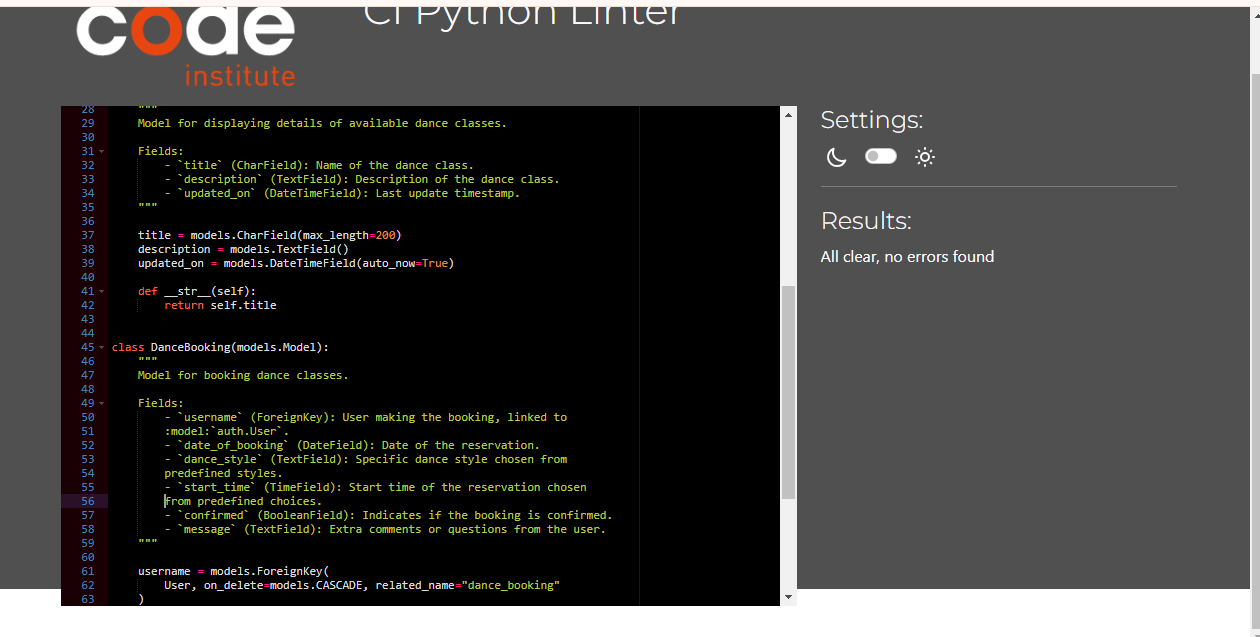 code
institute
CI Python Linter
28 """
29 Model for displaying details of available dance classes.
30
31 Fields:
32 - `title` (CharField): Name of the dance class.
33 - `description` (TextField): Description of the dance class.
34 - `updated_on` (DateTimeField): Last update timestamp.
35 """
36
37 title = models.CharField(max_length=200)
38 description = models.TextField()
39 updated_on = models.DateTimeField(auto_now=True)
40
41 def __str__(self):
42 return self.title
43
44
45 class DanceBooking(models.Model):
46 """
47 Model for booking dance classes.
48
49 Fields:
50 - `username` (ForeignKey): User making the booking, linked to
51 :model:`auth.User`.
52 - `date_of_booking` (DateField): Date of the reservation.
53 - `dance_style` (TextField): Specific dance style chosen from
54 predefined styles.
55 - `start_time` (TimeField): Start time of the reservation chosen
56 from predefined choices.
57 - `confirmed` (BooleanField): Indicates if the booking is confirmed.
58 - `message` (TextField): Extra comments or questions from the user.
59 """
60
61 username = models.ForeignKey(
62 User, on_delete=models.CASCADE, related_name="dance_booking"
63 )
Settings:
Results:
All clear, no errors found